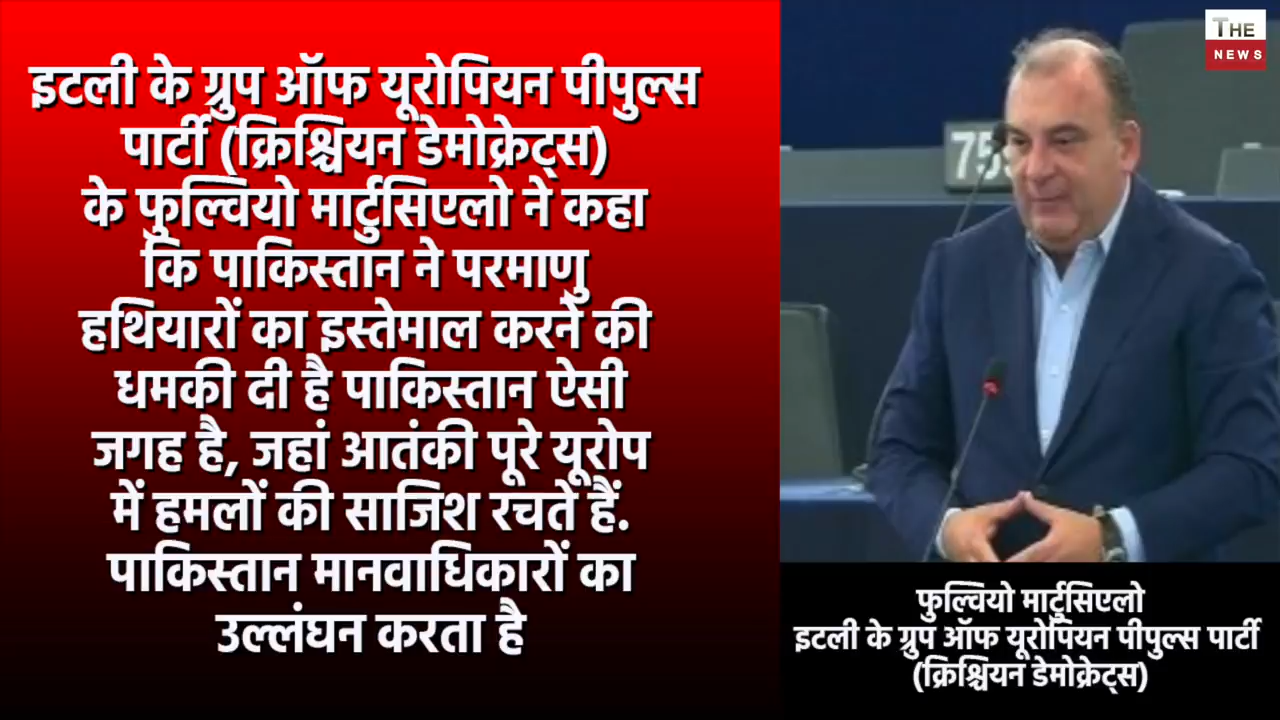 इटली के ग्रुप ऑफ यूरोपियन पीपुल्स
पार्टी (क्रिश्चियन डेमोक्रेट्स)
के फुल्वियो मार्टुसिएलो ने कहा
कि पाकिस्तान ने परमाणु
हथियारों का इस्तेमाल करने की
धमकी दी है पाकिस्तान ऐसी
जगह है, जहां आतंकी पूरे यूरोप
में हमलों की साजिश रचते हैं.
पाकिस्तान मानवाधिकारों का
उल्लंघन करता है
THE
NEWS
फुल्वियो मार्टुसिएलो
इटली के ग्रुप ऑफ यूरोपियन पीपुल्स पार्टी
(क्रिश्चियन डेमोक्रेट्स)